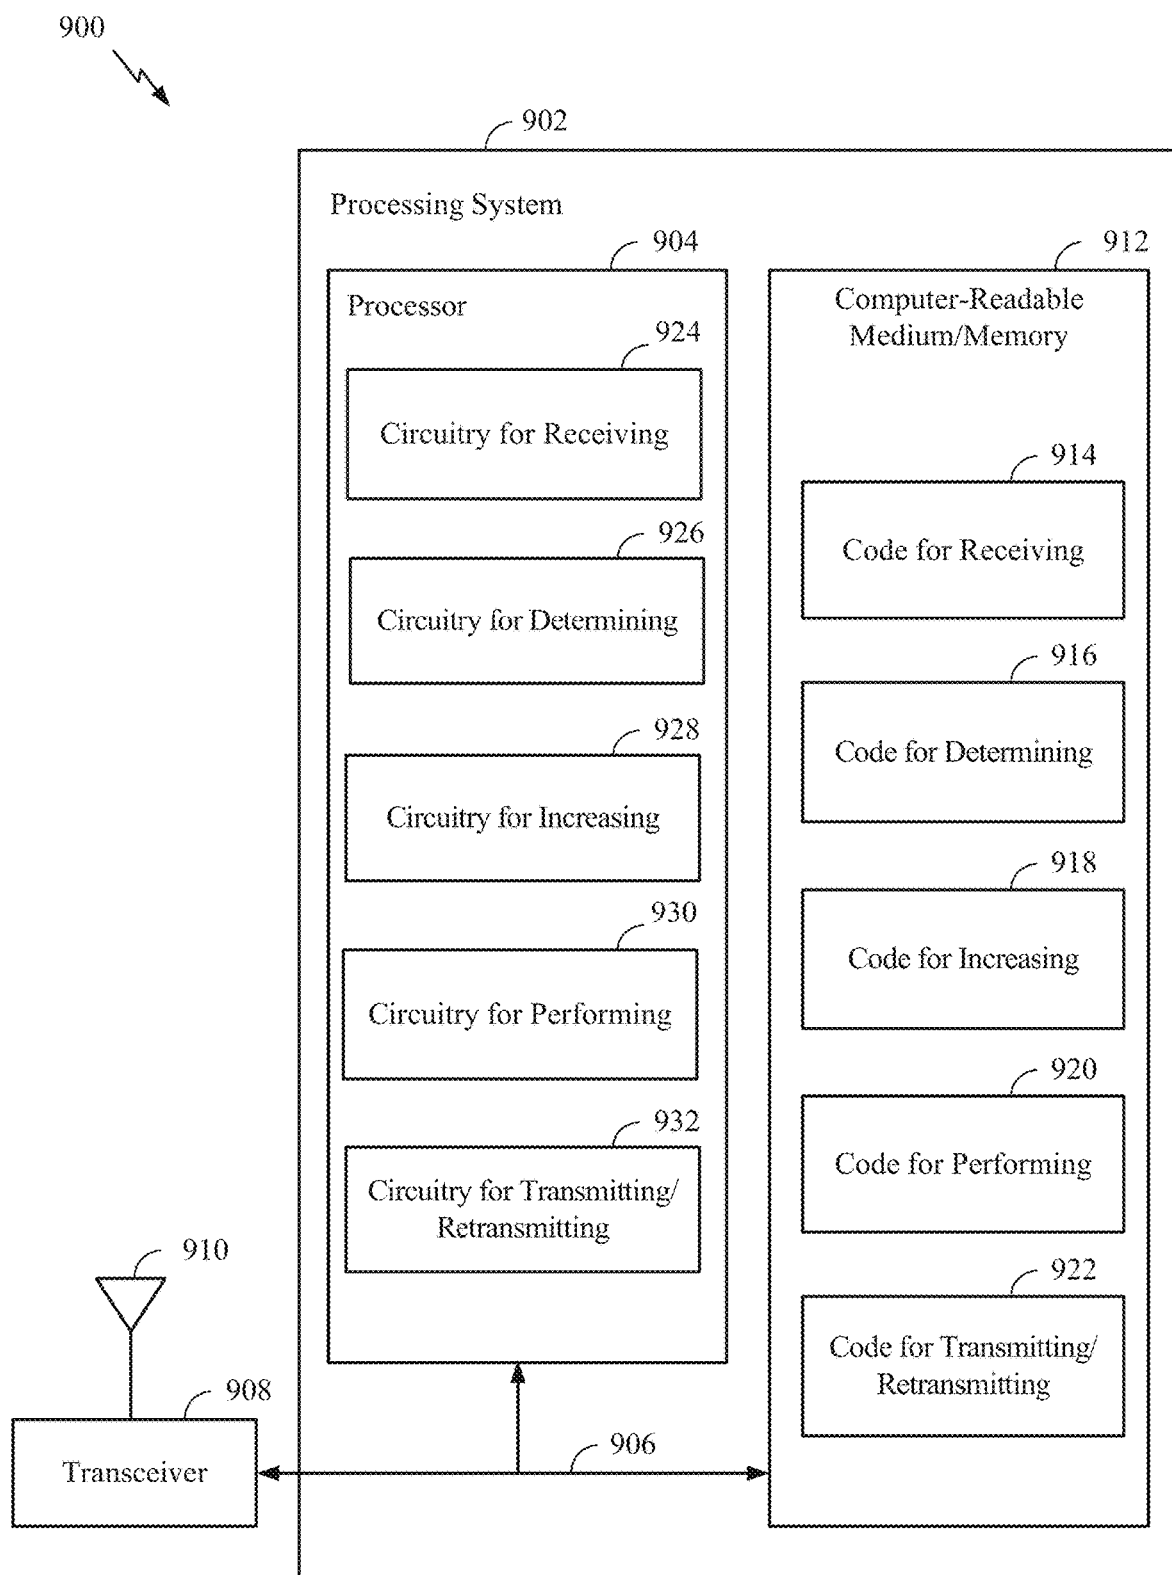 900
902
Processing System
904
Processor
924
Circuitry for Receiving
926
Circuitry for Determining
928
Circuitry for Increasing
930
Circuitry for Performing
932
Circuitry for Transmitting/
Retransmitting
912
Computer-Readable
Medium/Memory
914
Code for Receiving
916
Code for Determining
918
Code for Increasing
920
Code for Performing
922
Code for Transmitting/
Retransmitting
910
908
Transceiver
906